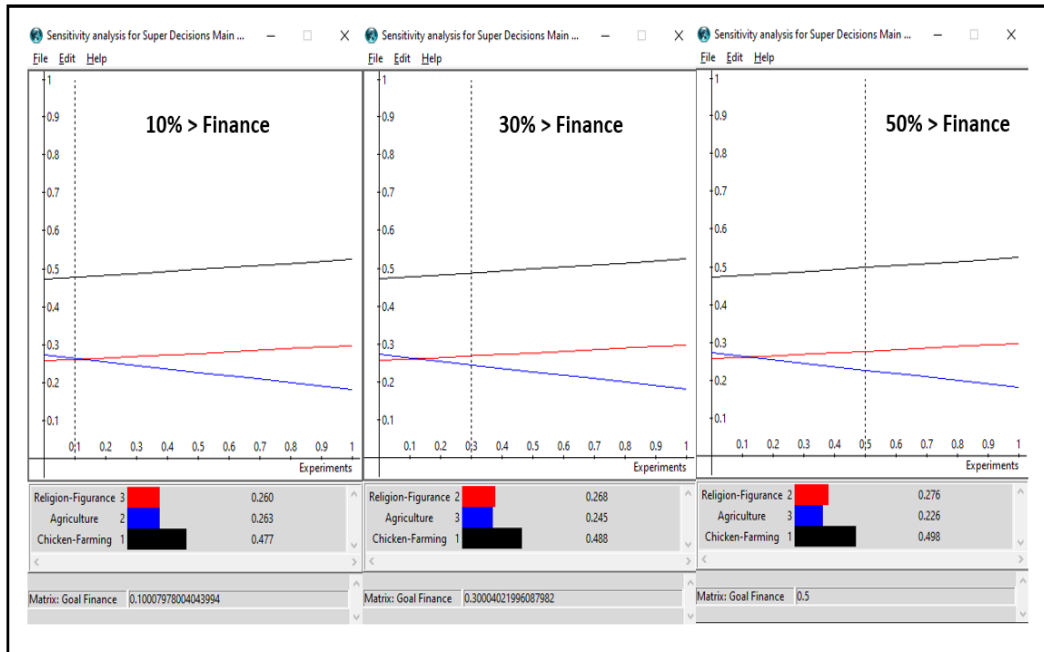 Sensitivity analysis for Super Decisions Main ...
File Edit Help
10% > Finance
1
0.9
0.8
0.7
0.6
0.5
0.4
0.3
0.2
0.1
0.1 0.2 0.3 0.4 0.5 0.6 0.7 0.8 0.9 1
Experiments
Religion-Figurance 3 0.260
Agriculture 2 0.263
Chicken-Farming 1 0.477
Matrix: Goal Finance 0.10007978004043994
Sensitivity analysis for Super Decisions Main ...
File Edit Help
30% > Finance
1
0.9
0.8
0.7
0.6
0.5
0.4
0.3
0.2
0.1
0.1 0.2 0.3 0.4 0.5 0.6 0.7 0.8 0.9 1
Experiments
Religion-Figurance 2 0.268
Agriculture 3 0.245
Chicken-Farming 1 0.488
Matrix: Goal Finance 0.30004021996087982
Sensitivity analysis for Super Decisions Main ...
File Edit Help
50% > Finance
1
0.9
0.8
0.7
0.6
0.5
0.4
0.3
0.2
0.1
0.1 0.2 0.3 0.4 0.5 0.6 0.7 0.8 0.9 1
Experiments
Religion-Figurance 2 0.276
Agriculture 3 0.226
Chicken-Farming 1 0.498
Matrix: Goal Finance 0.5